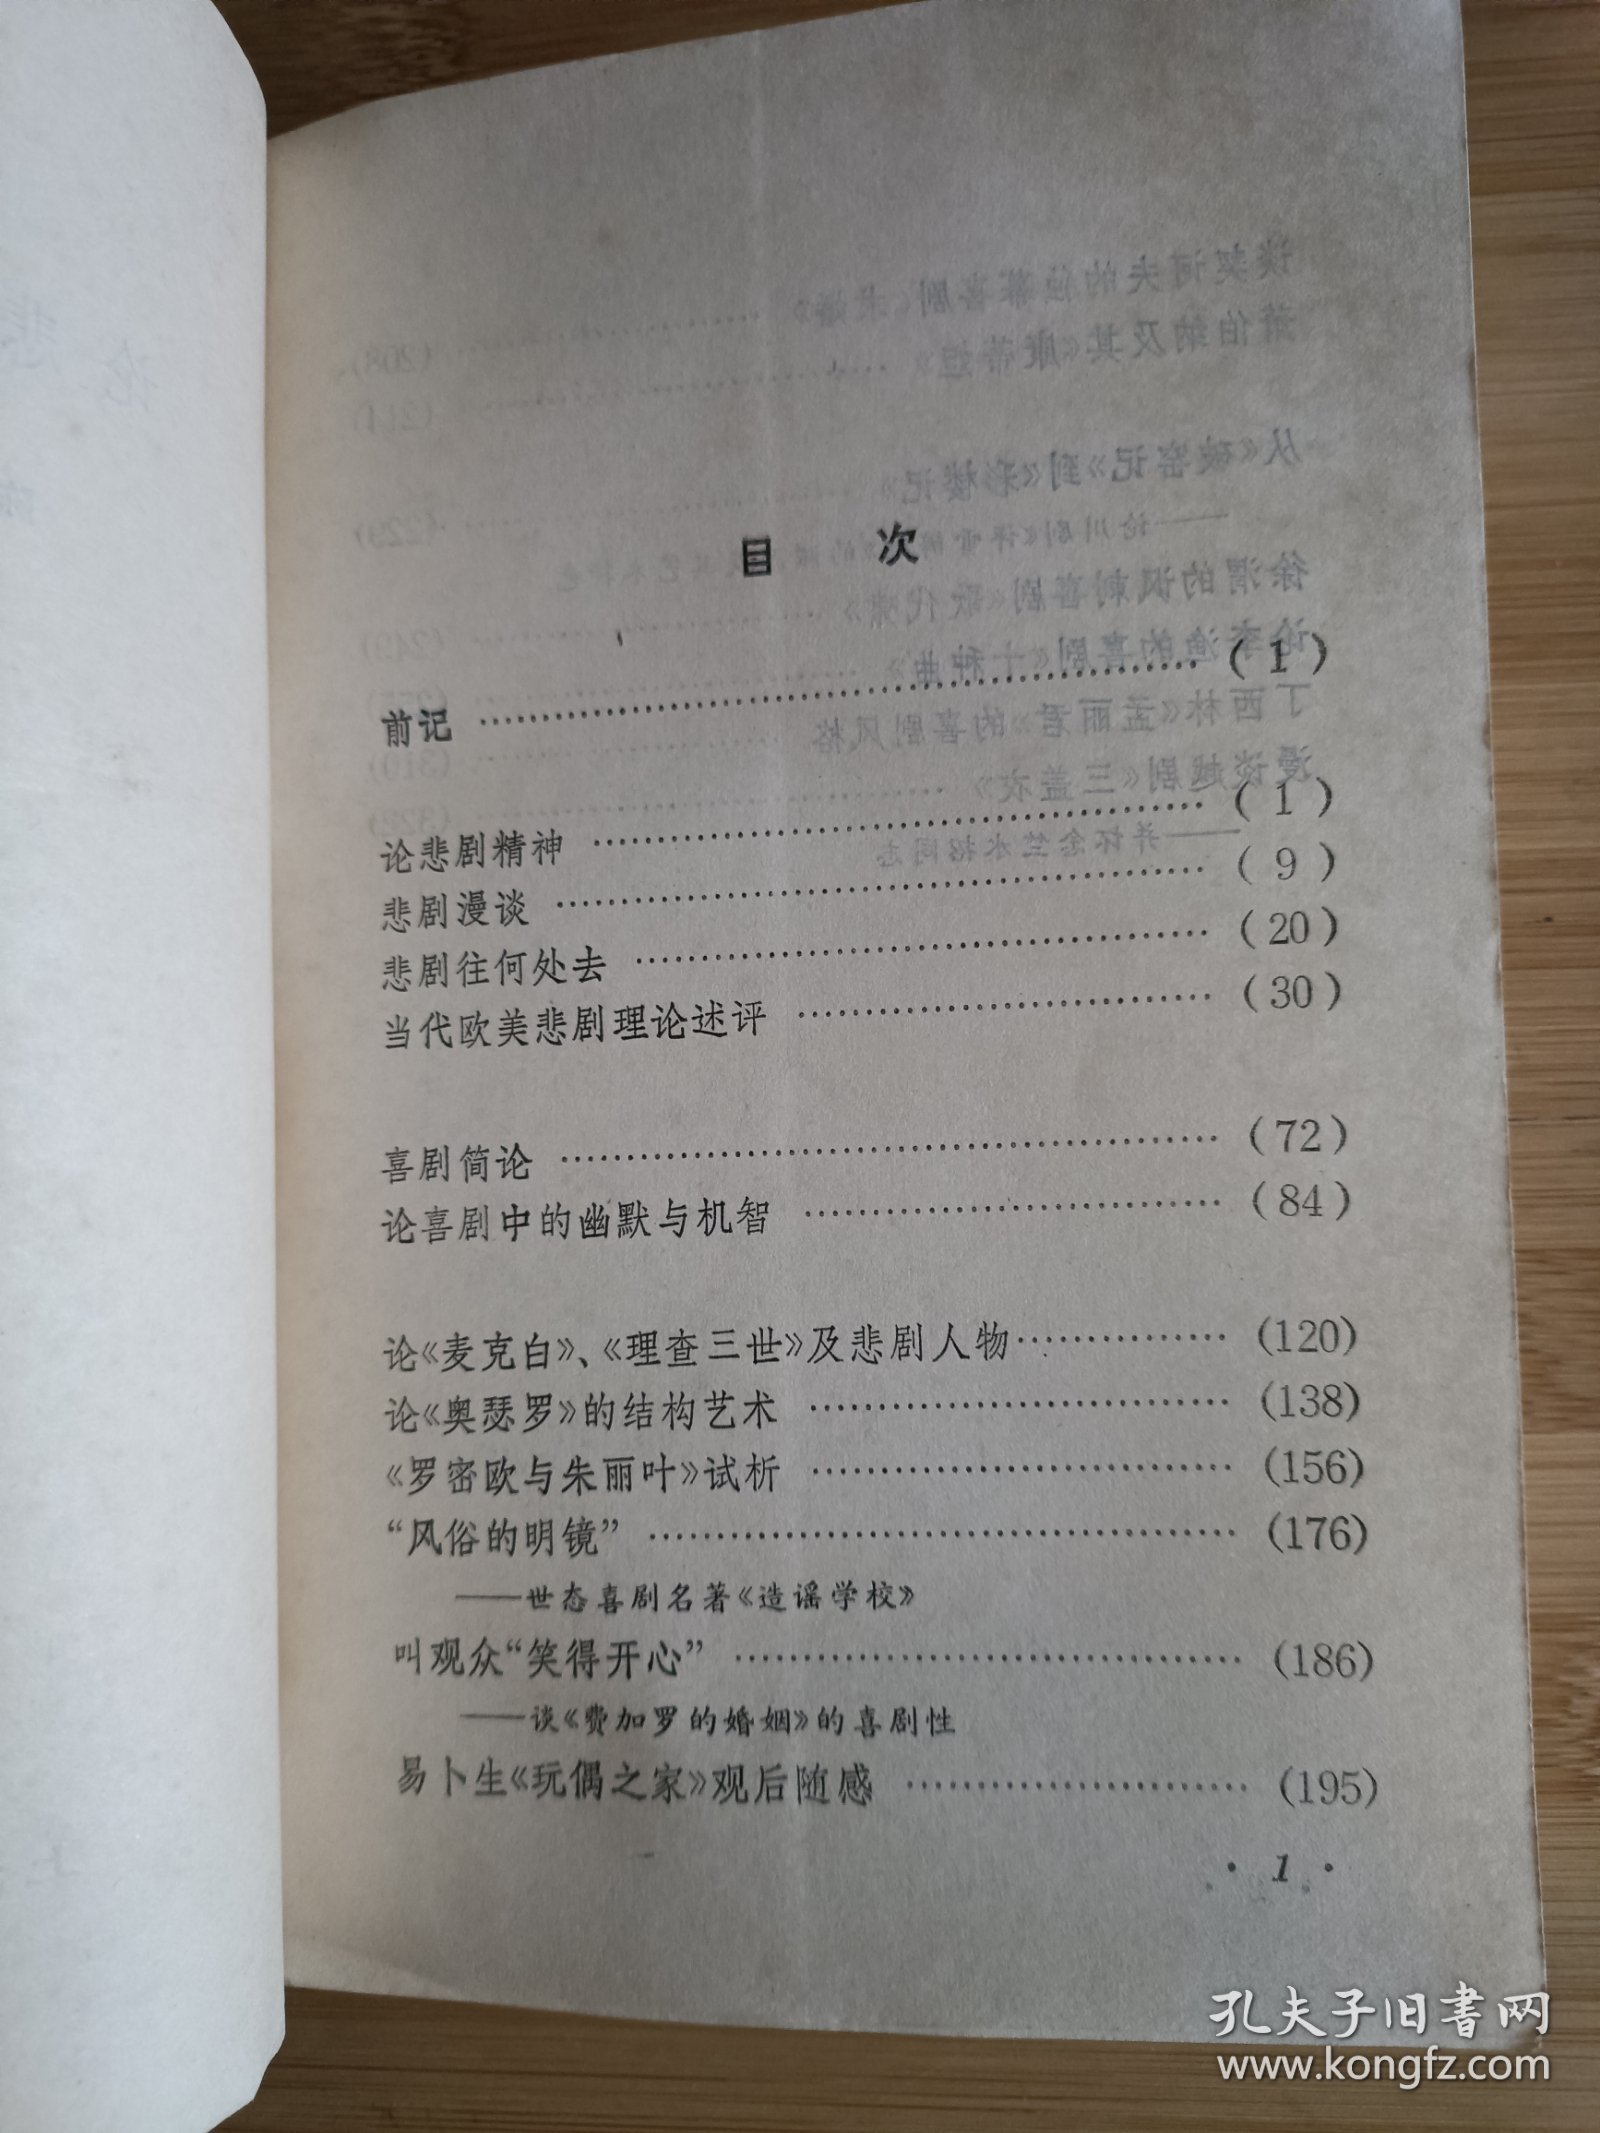 目 次
前记 ……………………………………………… ( 1 )
论悲剧精神 ……………………………………… ( 1 )
悲剧漫谈 ………………………………………… ( 9 )
悲剧往何处去 …………………………………… (20)
当代欧美悲剧理论述评 ………………………… (30)
喜剧简论 ………………………………………… (72)
论喜剧中的幽默与机智 ………………………… (84)
论《麦克白》、《理查三世》及悲剧人物…………… (120)
论《奥瑟罗》的结构艺术 ……………………… (138)
《罗密欧与朱丽叶》试析 ……………………… (156)
“风俗的明镜” ………………………………… (176)
——世态喜剧名著《造谣学校》
叫观众“笑得开心” …………………………… (186)
——谈《费加罗的婚姻》的喜剧性
易卜生《玩偶之家》观后随感 ………………… (195)
· 1 ·
孔夫子旧书网
www.kongfz.com